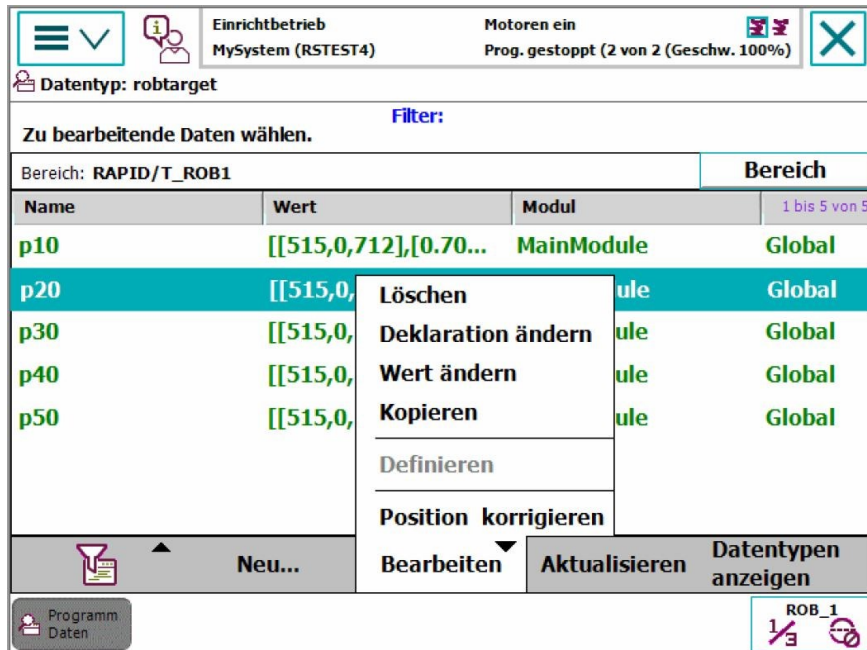 Einrichtbetrieb
Motoren ein
MySystem (RSTEST4)
Prog. gestoppt (2 von 2 (Geschw. 100%)
Datentyp: robtarget
Filter:
Zu bearbeitende Daten wählen.
Bereich: RAPID/T_ROB1
Bereich
Name Wert Modul 1 bis 5 von 5
p10 [[515,0,712],[0.70... MainModule Global
p20 [[515,0, ule Global
p30 [[515,0, ule Global
p40 [[515,0, ule Global
p50 [[515,0, ule Global
Löschen
Deklaration ändern
Wert ändern
Kopieren
Definieren
Position korrigieren
Neu...
Bearbeiten
Aktualisieren
Datentypen
anzeigen
Programm
Daten
ROB_1
1/3